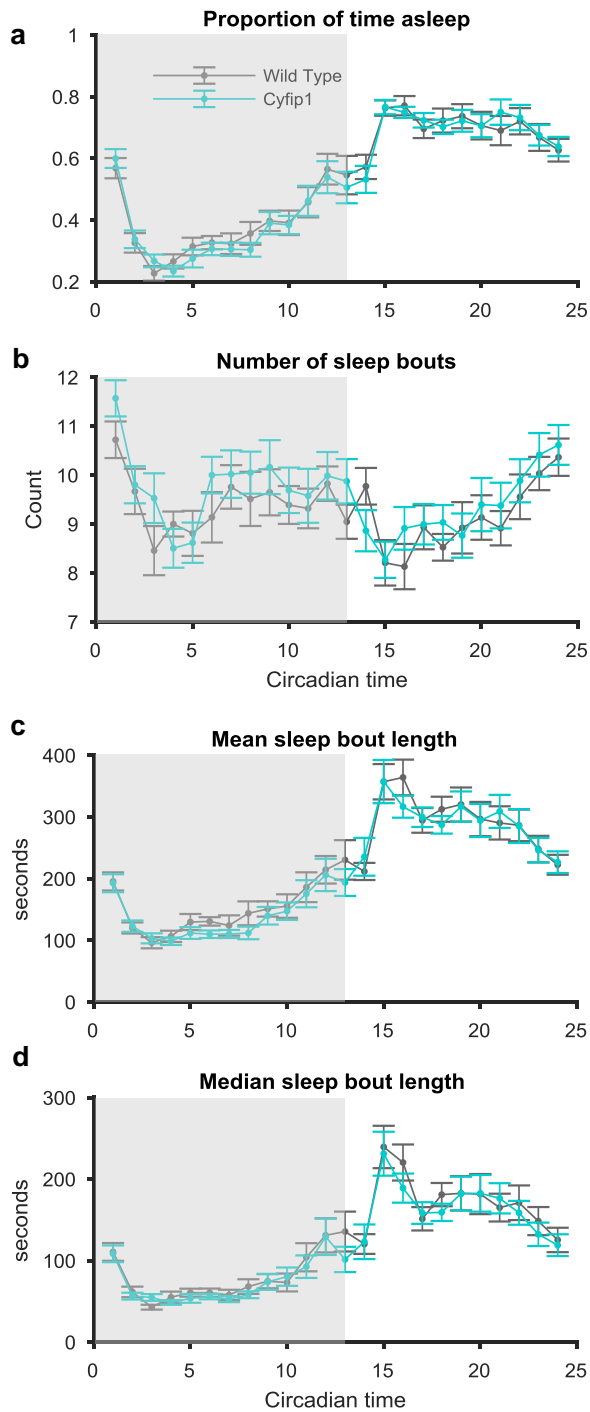 a
Proportion of time asleep
1
0.8
0.6
0.4
0.2
Wild Type
Cyfip1
0 5 10 15 20 25
b
Number of sleep bouts
12
11
10
9
8
7
Count
0 5 10 15 20 25
Circadian time
c
Mean sleep bout length
400
300
200
100
0
seconds
0 5 10 15 20 25
d
Median sleep bout length
300
200
100
0
seconds
0 5 10 15 20 25
Circadian time